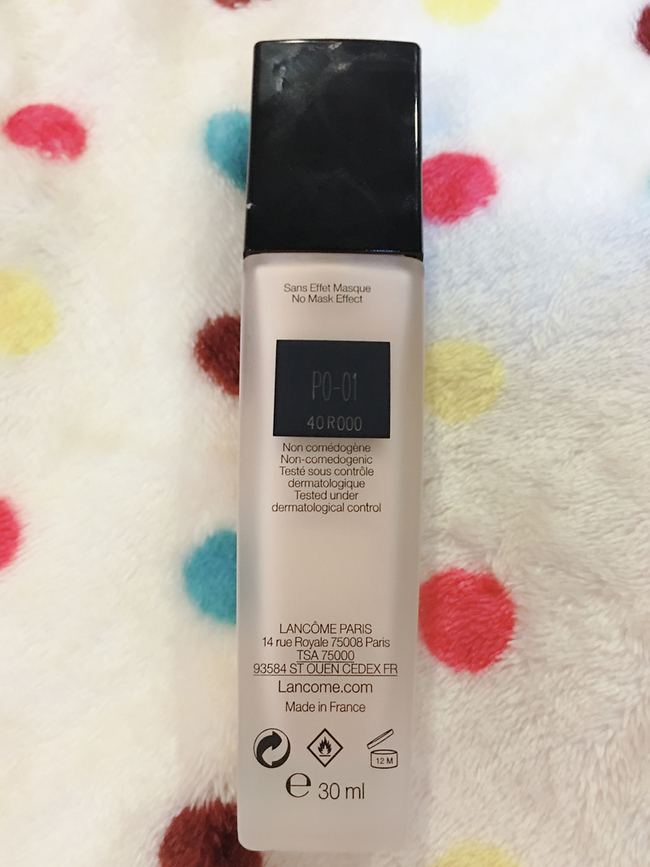 Sans Effet Masque
No Mask Effect
PO-01
40R000
Non comédogène
Non-comedogenic
Testé sous contrôle
dermatologique
Tested under
dermatological control
LANCÔME PARIS
14 rue Royale 75008 Paris
TSA 75000
93584 ST OUEN CEDEX FR
Lancome.com
Made in France
12 M
e 30 ml